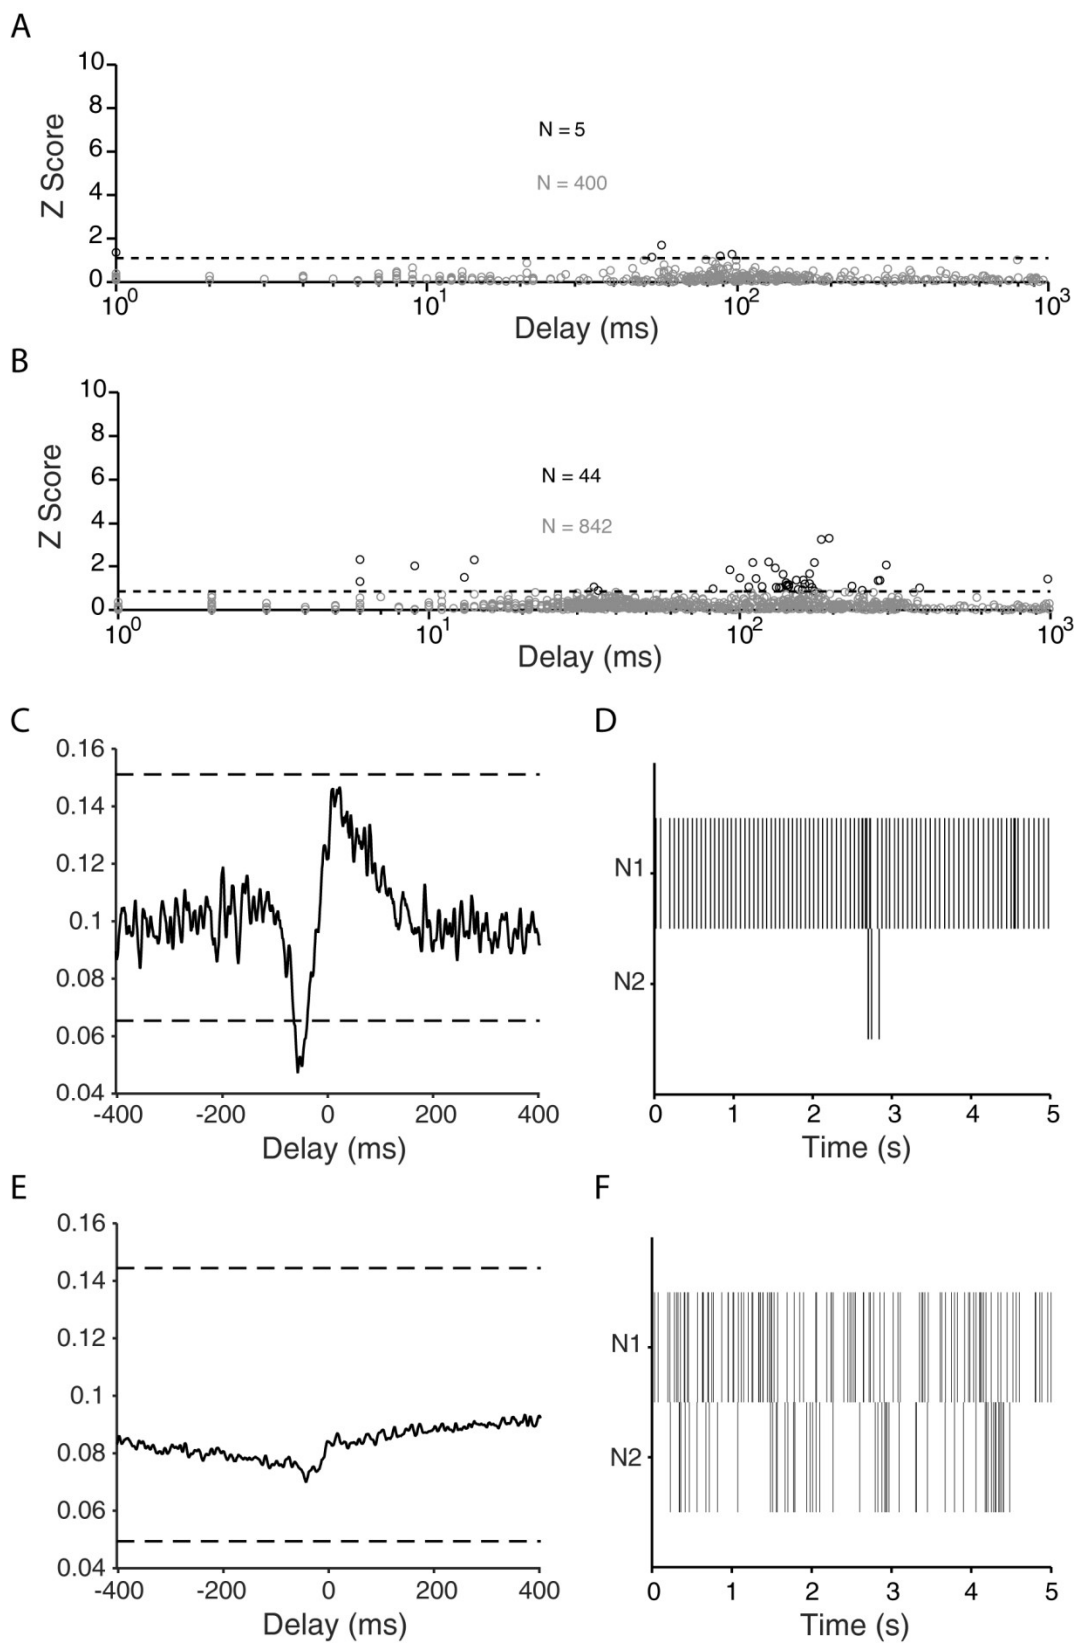 A
10
8
6
4
2
0
Z Score
N = 5
N = 400
10^0 10^1 10^2 10^3
Delay (ms)
B
10
8
6
4
2
0
Z Score
N = 44
N = 842
10^0 10^1 10^2 10^3
Delay (ms)
C
0.16
0.14
0.12
0.1
0.08
0.06
0.04
-400 -200 0 200 400
Delay (ms)
D
N1
N2
0 1 2 3 4 5
Time (s)
E
0.16
0.14
0.12
0.1
0.08
0.06
0.04
-400 -200 0 200 400
Delay (ms)
F
N1
N2
0 1 2 3 4 5
Time (s)